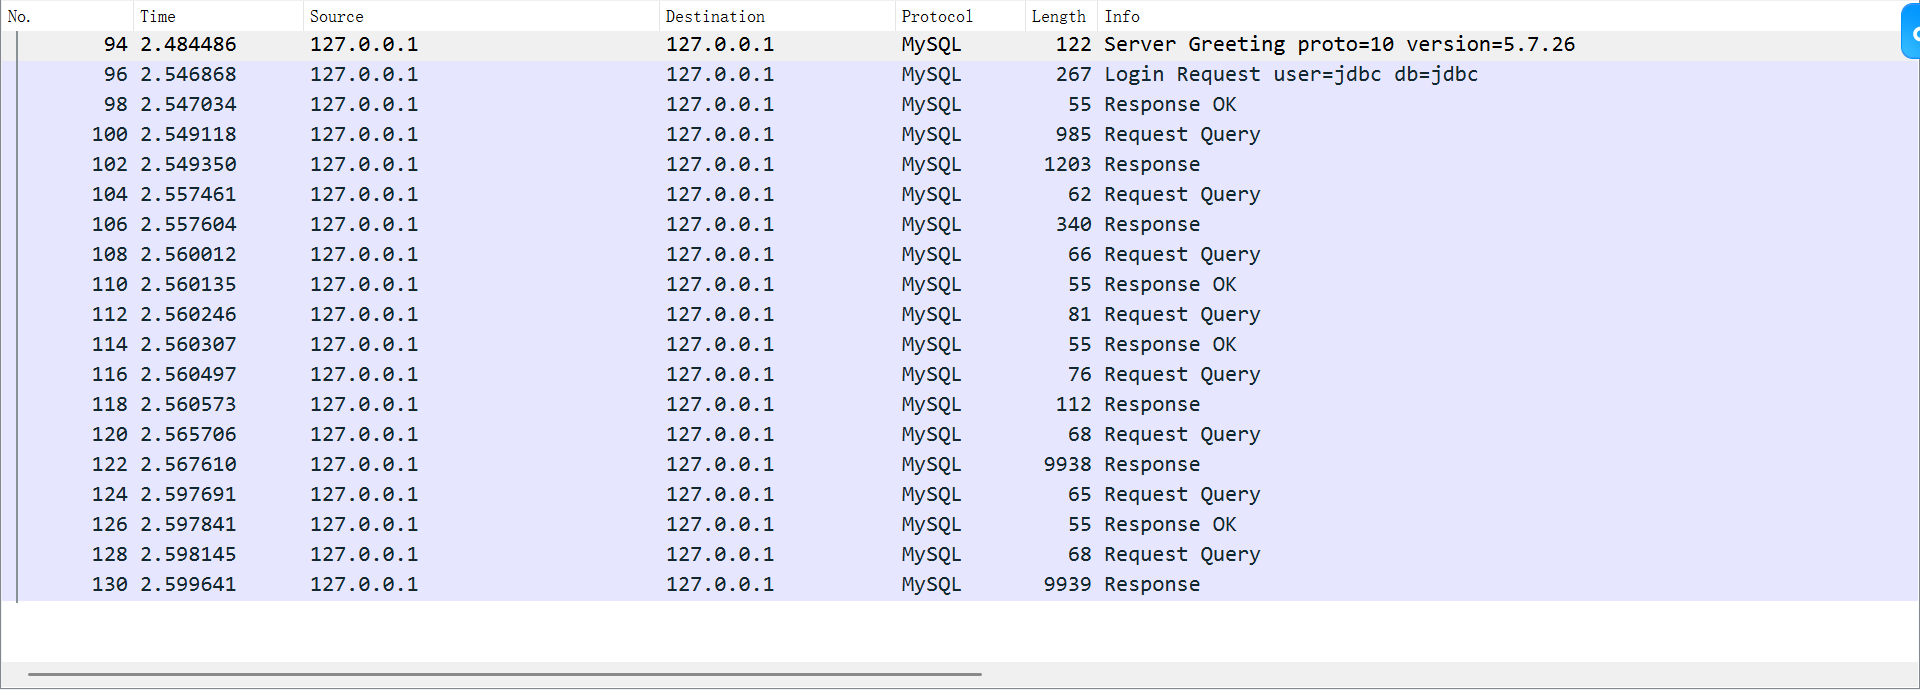 No. Time Source Destination Protocol Length Info
94 2.484486 127.0.0.1 127.0.0.1 MySQL 122 Server Greeting proto=10 version=5.7.26
96 2.546868 127.0.0.1 127.0.0.1 MySQL 267 Login Request user=jdbc db=jdbc
98 2.547034 127.0.0.1 127.0.0.1 MySQL 55 Response OK
100 2.549118 127.0.0.1 127.0.0.1 MySQL 985 Request Query
102 2.549350 127.0.0.1 127.0.0.1 MySQL 1203 Response
104 2.557461 127.0.0.1 127.0.0.1 MySQL 62 Request Query
106 2.557604 127.0.0.1 127.0.0.1 MySQL 340 Response
108 2.560012 127.0.0.1 127.0.0.1 MySQL 66 Request Query
110 2.560135 127.0.0.1 127.0.0.1 MySQL 55 Response OK
112 2.560246 127.0.0.1 127.0.0.1 MySQL 81 Request Query
114 2.560307 127.0.0.1 127.0.0.1 MySQL 55 Response OK
116 2.560497 127.0.0.1 127.0.0.1 MySQL 76 Request Query
118 2.560573 127.0.0.1 127.0.0.1 MySQL 112 Response
120 2.565706 127.0.0.1 127.0.0.1 MySQL 68 Request Query
122 2.567610 127.0.0.1 127.0.0.1 MySQL 9938 Response
124 2.597691 127.0.0.1 127.0.0.1 MySQL 65 Request Query
126 2.597841 127.0.0.1 127.0.0.1 MySQL 55 Response OK
128 2.598145 127.0.0.1 127.0.0.1 MySQL 68 Request Query
130 2.599641 127.0.0.1 127.0.0.1 MySQL 9939 Response